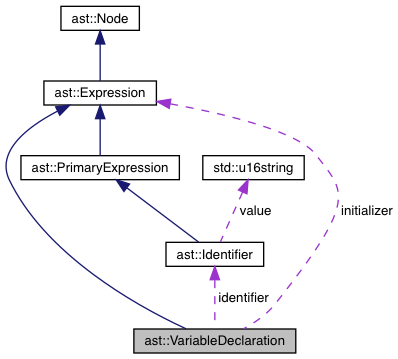 ast::Node
ast::Expression
ast::PrimaryExpression
std::u16string
value
initializer
ast::Identifier
identifier
ast::VariableDeclaration